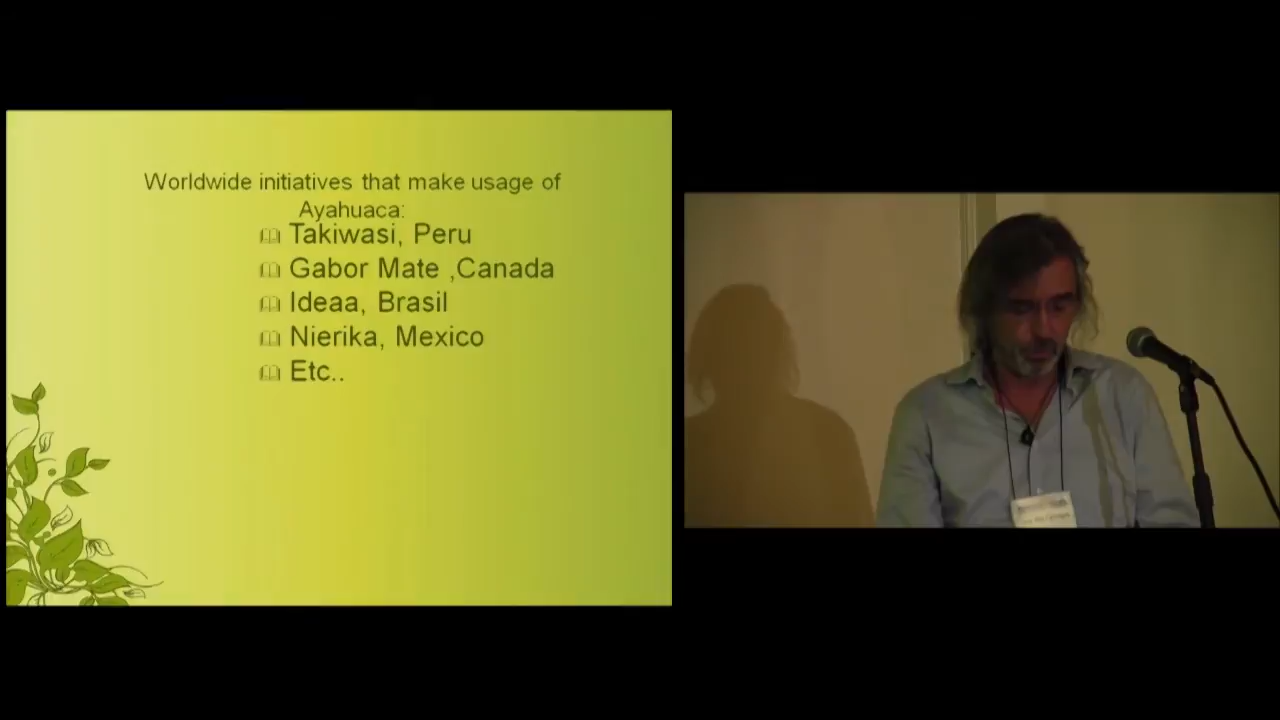 Worldwide initiatives that make usage of
Ayahuaca:
Takiwasi, Peru
Gabor Mate ,Canada
Ideaa, Brasil
Nierika, Mexico
Etc..